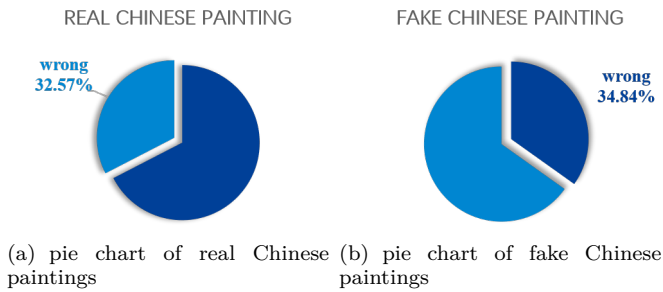 REAL CHINESE PAINTING
wrong
32.57%
(a) pie chart of real Chinese
paintings
FAKE CHINESE PAINTING
wrong
34.84%
(b) pie chart of fake Chinese
paintings